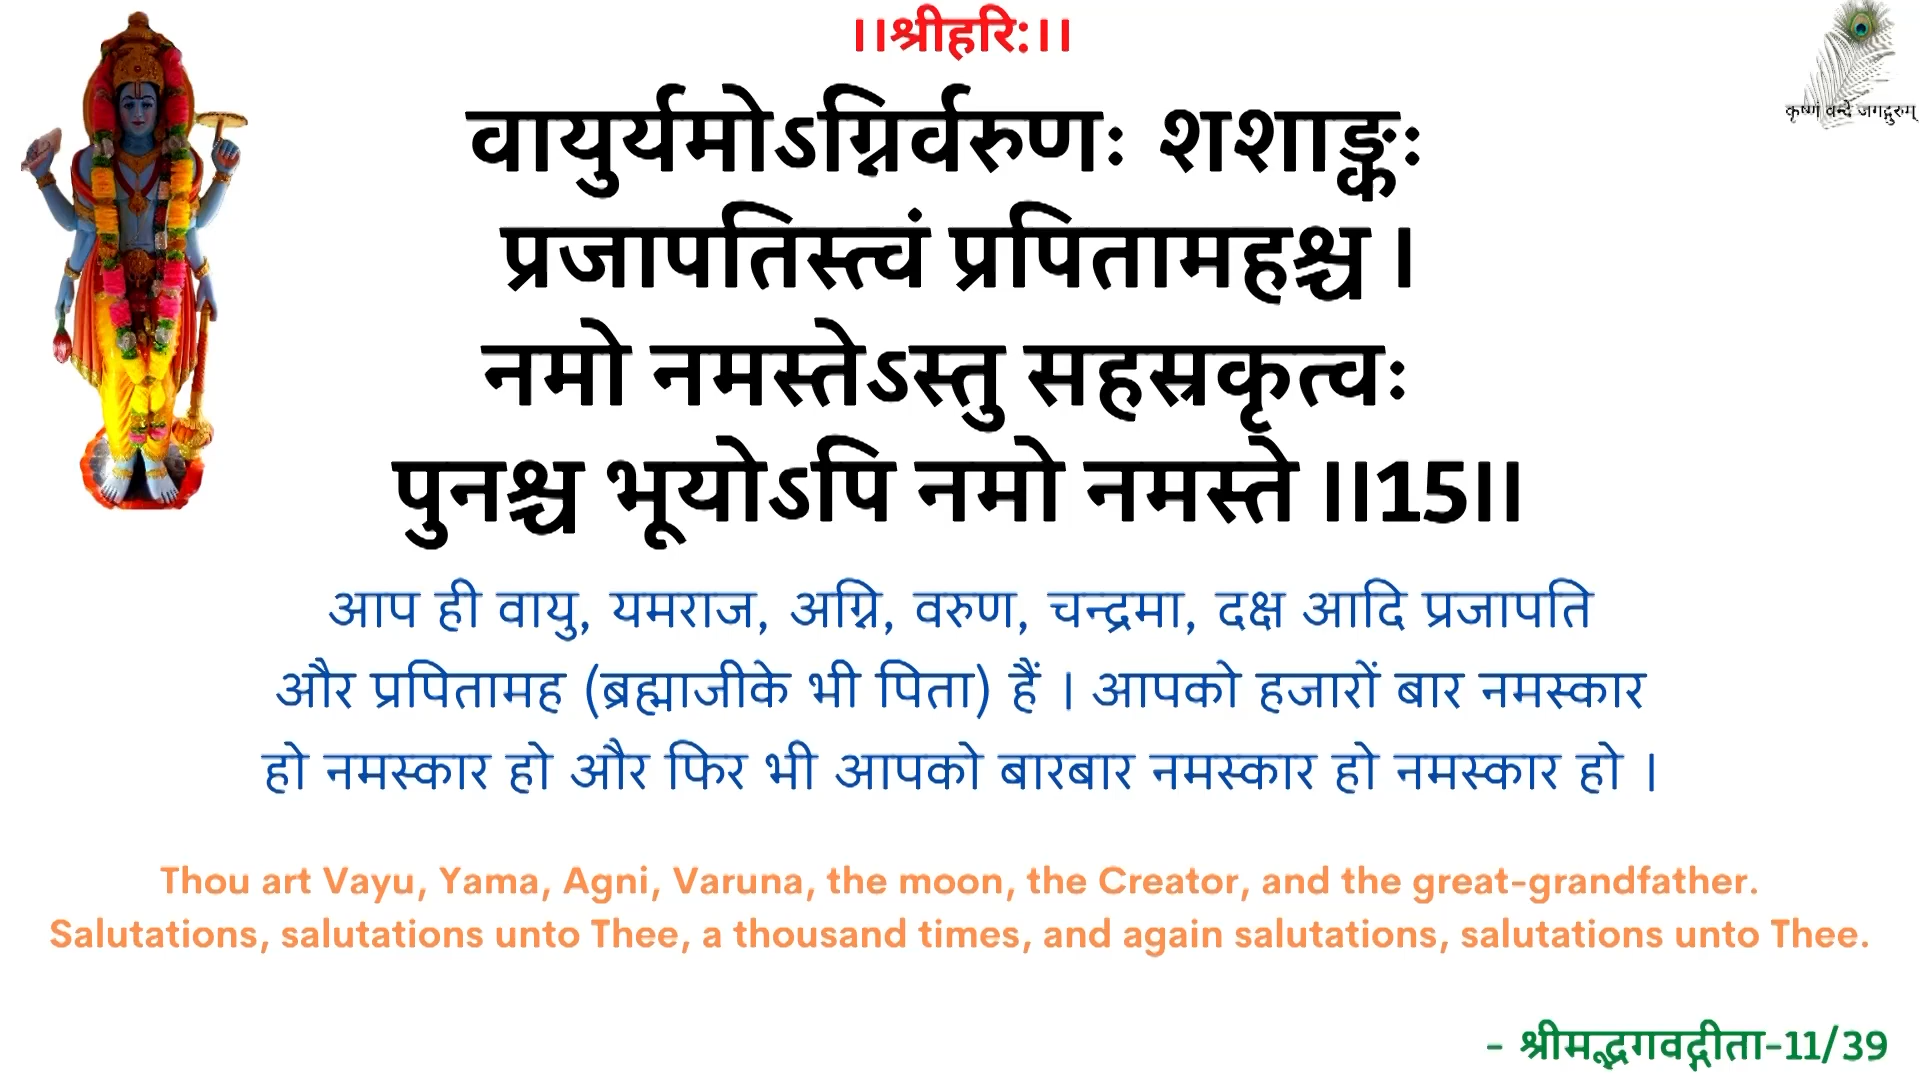 ।।श्रीहरि:।।
कृष्णं वन्दे जगद्गुरुम्
वायुर्यमोऽग्निर्वरुणः शशाङ्कः
प्रजापतिस्त्वं प्रपितामहश्च ।
नमो नमस्तेऽस्तु सहस्रकृत्वः
पुनश्च भूयोऽपि नमो नमस्ते ।।15।।
आप ही वायु, यमराज, अग्नि, वरुण, चन्द्रमा, दक्ष आदि प्रजापति
और प्रपितामह (ब्रह्माजीके भी पिता) हैं । आपको हजारों बार नमस्कार
हो नमस्कार हो और फिर भी आपको बारबार नमस्कार हो नमस्कार हो ।
Thou art Vayu, Yama, Agni, Varuna, the moon, the Creator, and the great-grandfather.
Salutations, salutations unto Thee, a thousand times, and again salutations, salutations unto Thee.
- श्रीमद्भगवद्गीता-11/39